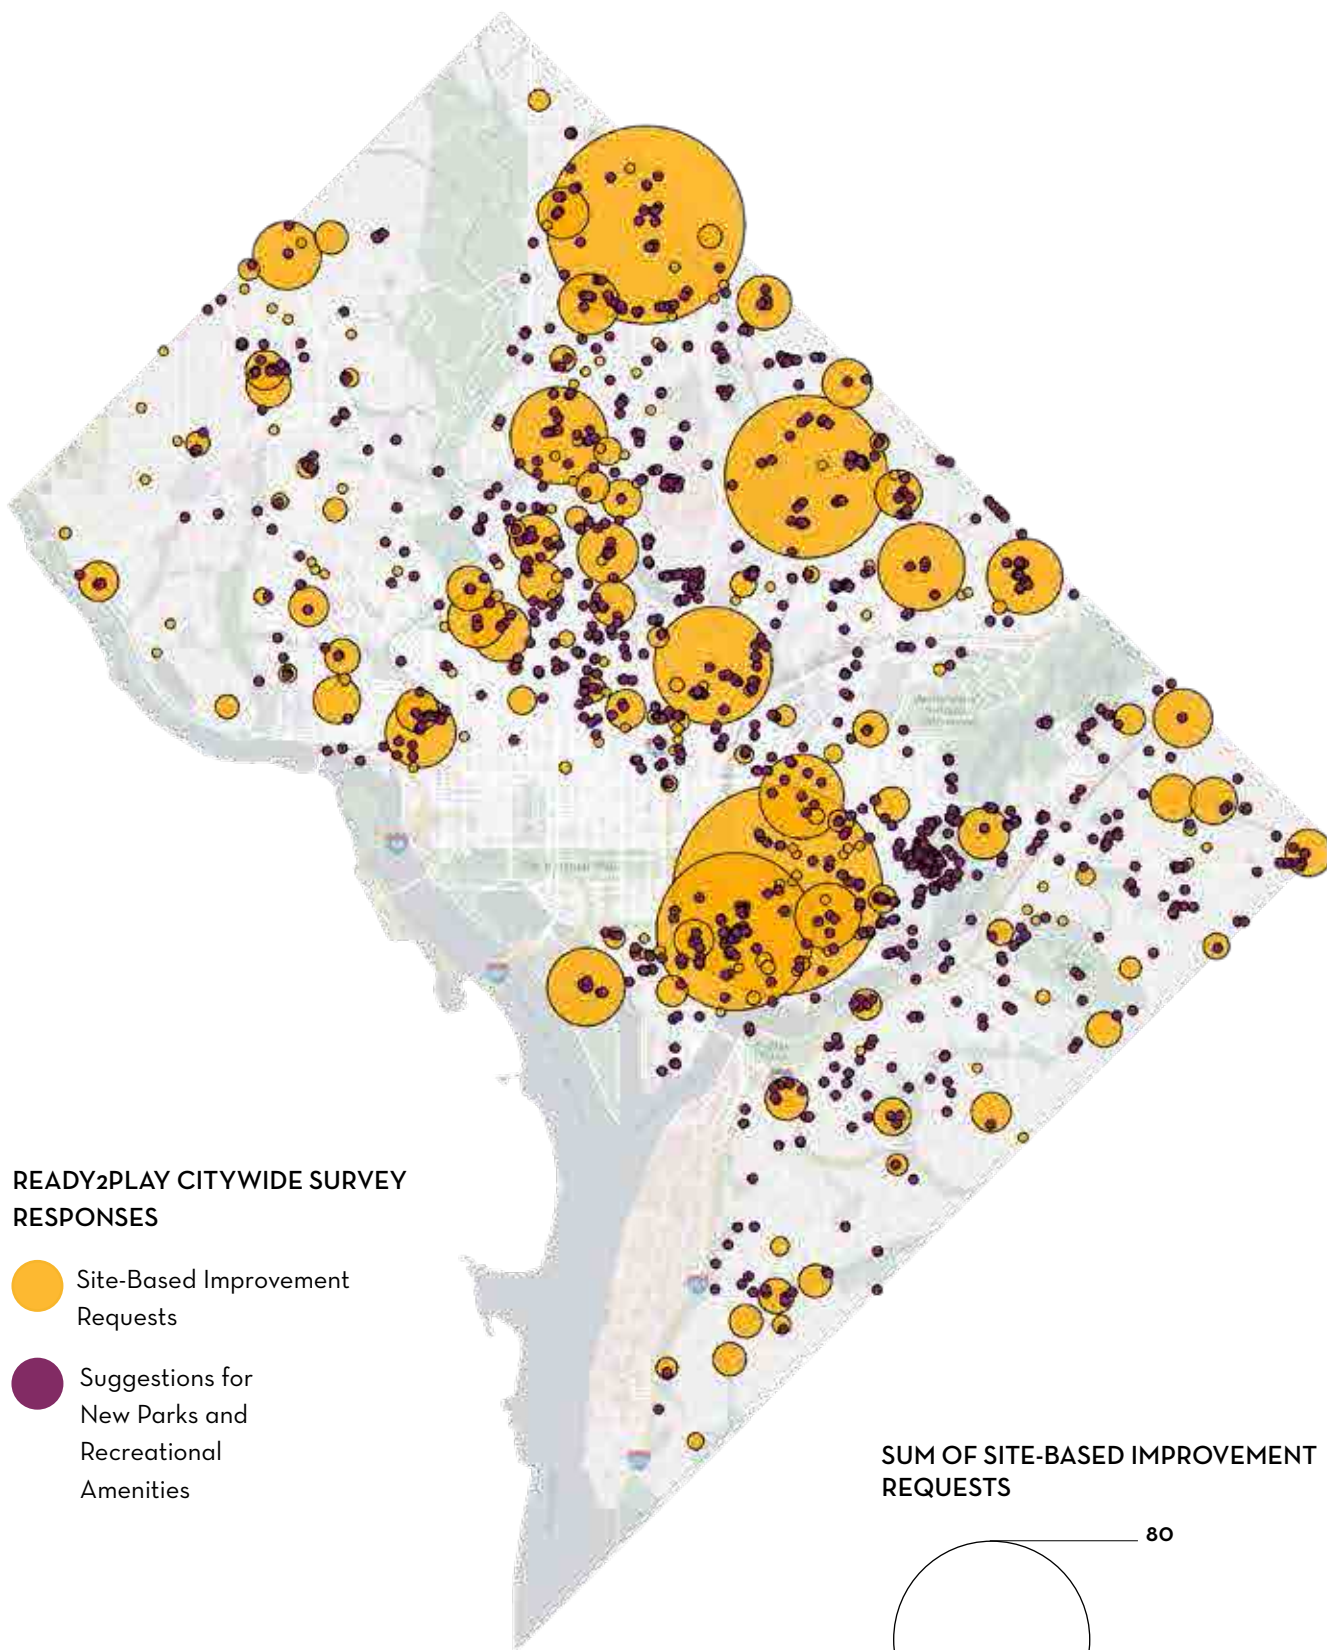 READY2PLAY CITYWIDE SURVEY
RESPONSES
Site-Based Improvement
Requests
Suggestions for
New Parks and
Recreational
Amenities
SUM OF SITE-BASED IMPROVEMENT
REQUESTS
80